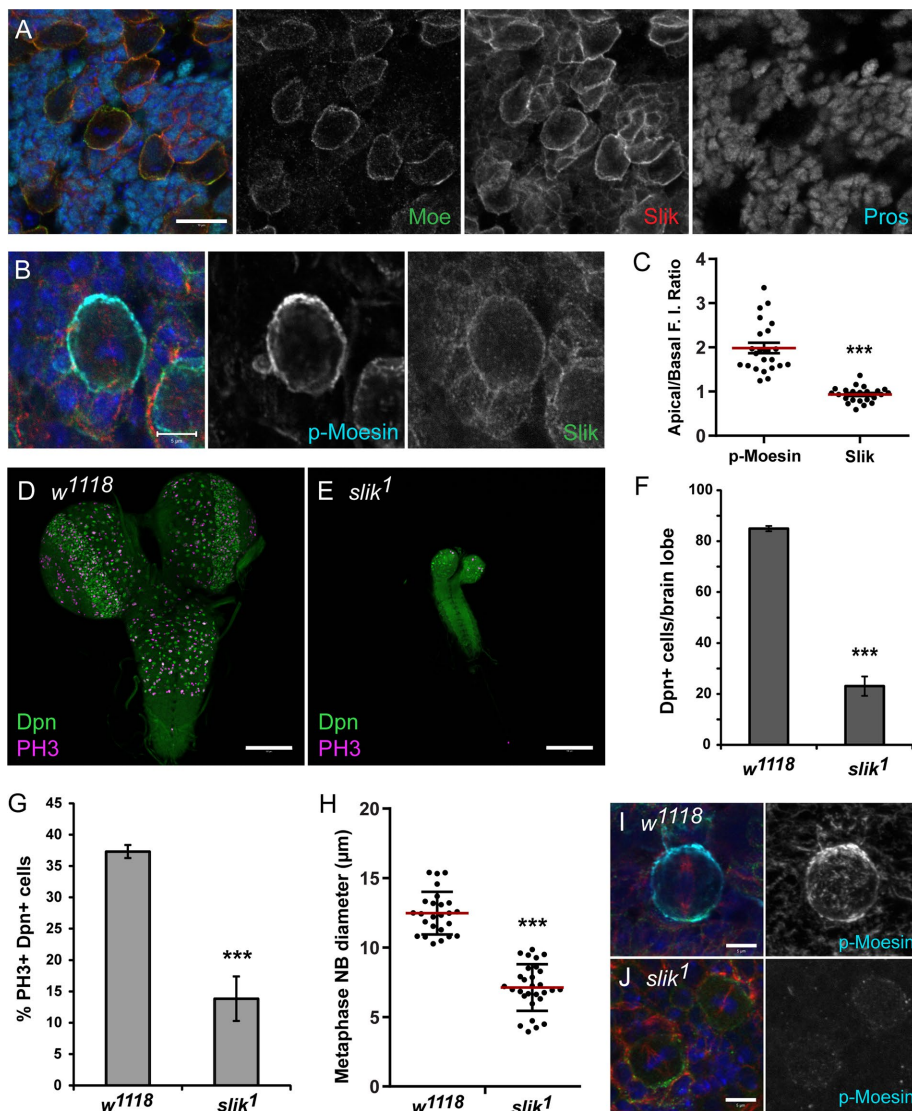 A
Moe
Slik
Pros
B
5 µm
p-Moesin
Slik
C
Apical/Basal F. I. Ratio
4
3
2
1
0
***
p-Moesin
Slik
D w1118
Dpn
PH3
E slik1
Dpn
PH3
F
Dpn+ cells/brain lobe
100
80
60
40
20
0
***
w1118
slik1
G
% PH3+ Dpn+ cells
45
40
35
30
25
20
15
10
5
0
***
w1118
slik1
H
Metaphase NB diameter (µm)
20
15
10
5
0
***
w1118
slik1
I w1118
p-Moesin
J slik1
p-Moesin